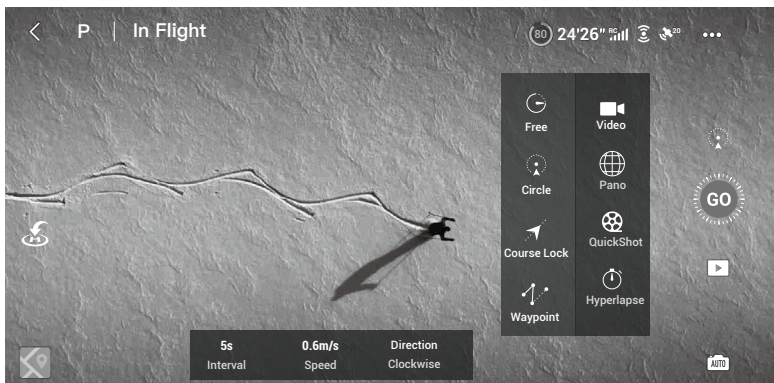 P | In Flight
80 24'26" RC 20
Free
Video
Circle
Pano
Course Lock
QuickShot
Waypoint
Hyperlapse
GO
H
5s 0.6m/s Direction
Interval Speed Clockwise
AUTO